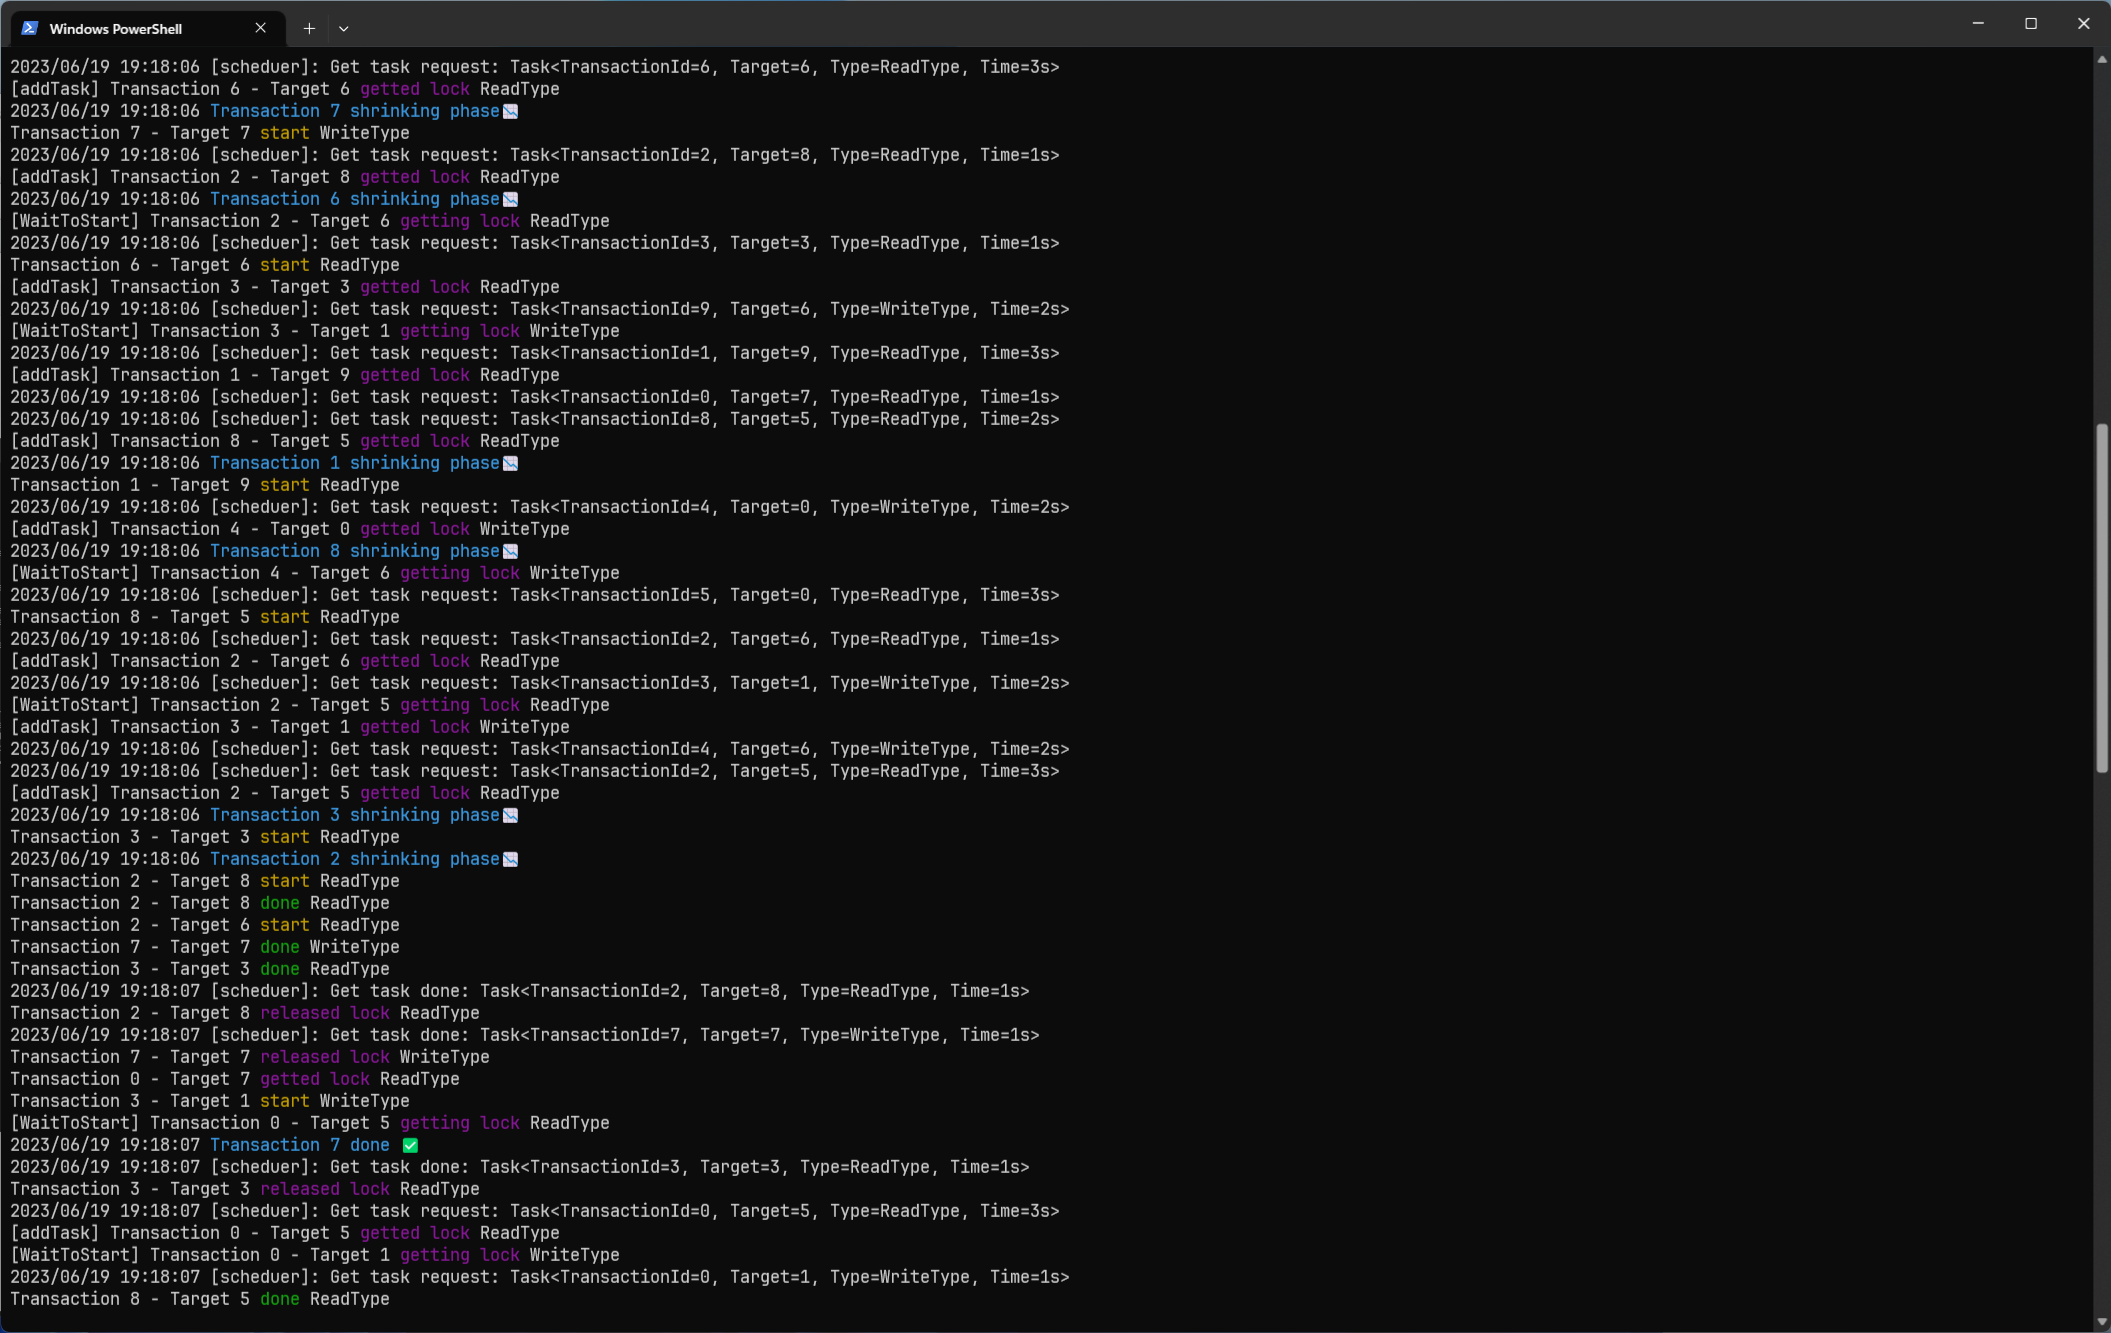 Windows PowerShell
2023/06/19 19:18:06 [scheduer]: Get task request: Task<TransactionId=6, Target=6, Type=ReadType, Time=3s>
[addTask] Transaction 6 - Target 6 getted lock ReadType
2023/06/19 19:18:06 Transaction 7 shrinking phase📉
Transaction 7 - Target 7 start WriteType
2023/06/19 19:18:06 [scheduer]: Get task request: Task<TransactionId=2, Target=8, Type=ReadType, Time=1s>
[addTask] Transaction 2 - Target 8 getted lock ReadType
2023/06/19 19:18:06 Transaction 6 shrinking phase📉
[WaitToStart] Transaction 2 - Target 6 getting lock ReadType
2023/06/19 19:18:06 [scheduer]: Get task request: Task<TransactionId=3, Target=3, Type=ReadType, Time=1s>
Transaction 6 - Target 6 start ReadType
[addTask] Transaction 3 - Target 3 getted lock ReadType
2023/06/19 19:18:06 [scheduer]: Get task request: Task<TransactionId=9, Target=6, Type=WriteType, Time=2s>
[WaitToStart] Transaction 3 - Target 1 getting lock WriteType
2023/06/19 19:18:06 [scheduer]: Get task request: Task<TransactionId=1, Target=9, Type=ReadType, Time=3s>
[addTask] Transaction 1 - Target 9 getted lock ReadType
2023/06/19 19:18:06 [scheduer]: Get task request: Task<TransactionId=0, Target=7, Type=ReadType, Time=1s>
2023/06/19 19:18:06 [scheduer]: Get task request: Task<TransactionId=8, Target=5, Type=ReadType, Time=2s>
[addTask] Transaction 8 - Target 5 getted lock ReadType
2023/06/19 19:18:06 Transaction 1 shrinking phase📉
Transaction 1 - Target 9 start ReadType
2023/06/19 19:18:06 [scheduer]: Get task request: Task<TransactionId=4, Target=0, Type=WriteType, Time=2s>
[addTask] Transaction 4 - Target 0 getted lock WriteType
2023/06/19 19:18:06 Transaction 8 shrinking phase📉
[WaitToStart] Transaction 4 - Target 6 getting lock WriteType
2023/06/19 19:18:06 [scheduer]: Get task request: Task<TransactionId=5, Target=0, Type=ReadType, Time=3s>
Transaction 8 - Target 5 start ReadType
2023/06/19 19:18:06 [scheduer]: Get task request: Task<TransactionId=2, Target=6, Type=ReadType, Time=1s>
[addTask] Transaction 2 - Target 6 getted lock ReadType
2023/06/19 19:18:06 [scheduer]: Get task request: Task<TransactionId=3, Target=1, Type=WriteType, Time=2s>
[WaitToStart] Transaction 2 - Target 5 getting lock ReadType
[addTask] Transaction 3 - Target 1 getted lock WriteType
2023/06/19 19:18:06 [scheduer]: Get task request: Task<TransactionId=4, Target=6, Type=WriteType, Time=2s>
2023/06/19 19:18:06 [scheduer]: Get task request: Task<TransactionId=2, Target=5, Type=ReadType, Time=3s>
[addTask] Transaction 2 - Target 5 getted lock ReadType
2023/06/19 19:18:06 Transaction 3 shrinking phase📉
Transaction 3 - Target 3 start ReadType
2023/06/19 19:18:06 Transaction 2 shrinking phase📉
Transaction 2 - Target 8 start ReadType
Transaction 2 - Target 8 done ReadType
Transaction 2 - Target 6 start ReadType
Transaction 7 - Target 7 done WriteType
Transaction 3 - Target 3 done ReadType
2023/06/19 19:18:07 [scheduer]: Get task done: Task<TransactionId=2, Target=8, Type=ReadType, Time=1s>
Transaction 2 - Target 8 released lock ReadType
2023/06/19 19:18:07 [scheduer]: Get task done: Task<TransactionId=7, Target=7, Type=WriteType, Time=1s>
Transaction 7 - Target 7 released lock WriteType
Transaction 0 - Target 7 getted lock ReadType
Transaction 3 - Target 1 start WriteType
[WaitToStart] Transaction 0 - Target 5 getting lock ReadType
2023/06/19 19:18:07 Transaction 7 done ✅
2023/06/19 19:18:07 [scheduer]: Get task done: Task<TransactionId=3, Target=3, Type=ReadType, Time=1s>
Transaction 3 - Target 3 released lock ReadType
2023/06/19 19:18:07 [scheduer]: Get task request: Task<TransactionId=0, Target=5, Type=ReadType, Time=3s>
[addTask] Transaction 0 - Target 5 getted lock ReadType
[WaitToStart] Transaction 0 - Target 1 getting lock WriteType
2023/06/19 19:18:07 [scheduer]: Get task request: Task<TransactionId=0, Target=1, Type=WriteType, Time=1s>
Transaction 8 - Target 5 done ReadType